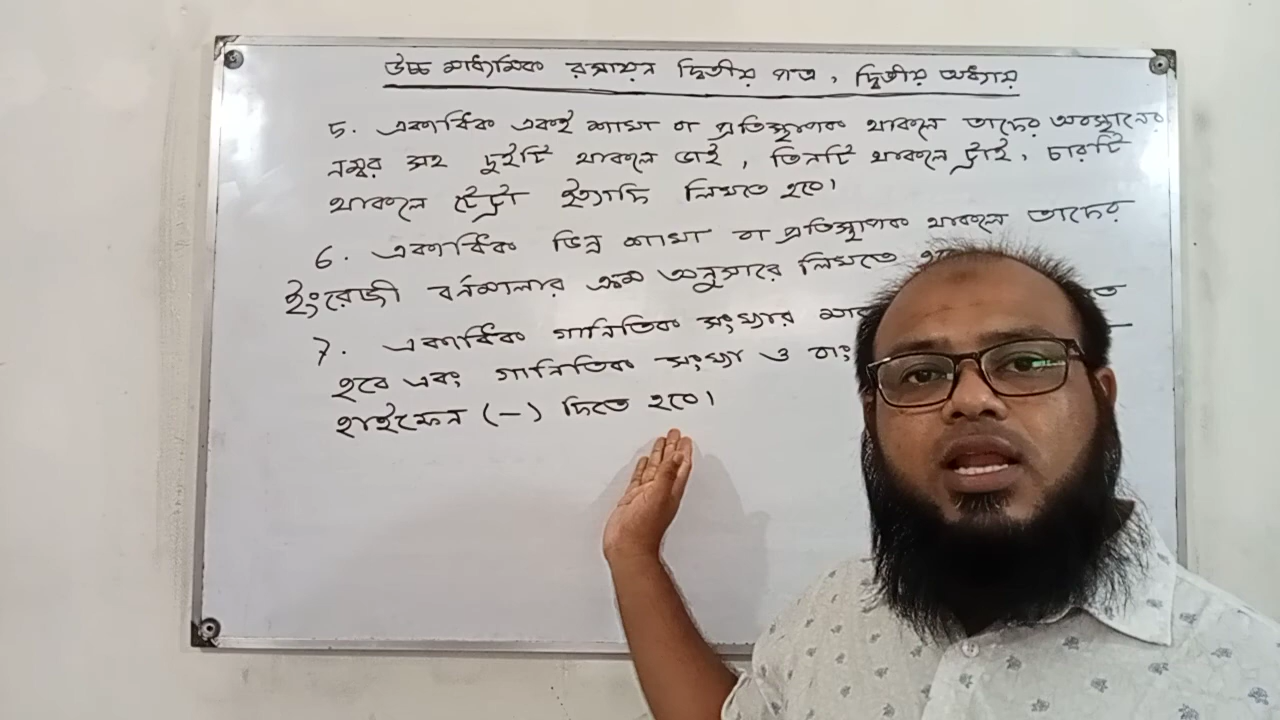 উচ্চ মাধ্যমিক রসায়ন দ্বিতীয় পত্র, দ্বিতীয় অধ্যায়
5. একাধিক একই শাখা বা প্রতিস্থাপক থাকলে তাদের অবস্থানের
নম্বর সহ দুইটি থাকলে ডাই, তিনটি থাকলে ট্রাই, চারটি
থাকলে টেট্রা ইত্যাদি লিখতে হবে।
6. একাধিক ভিন্ন শাখা বা প্রতিস্থাপক থাকলে তাদের
ইংরেজী বর্নমালার ক্রম অনুসারে লিখতে
7. একাধিক গানিতিক সংখ্যার
হবে এবং গানিতিক সংখ্যা ও
হাইফেন (-) দিতে হবে।